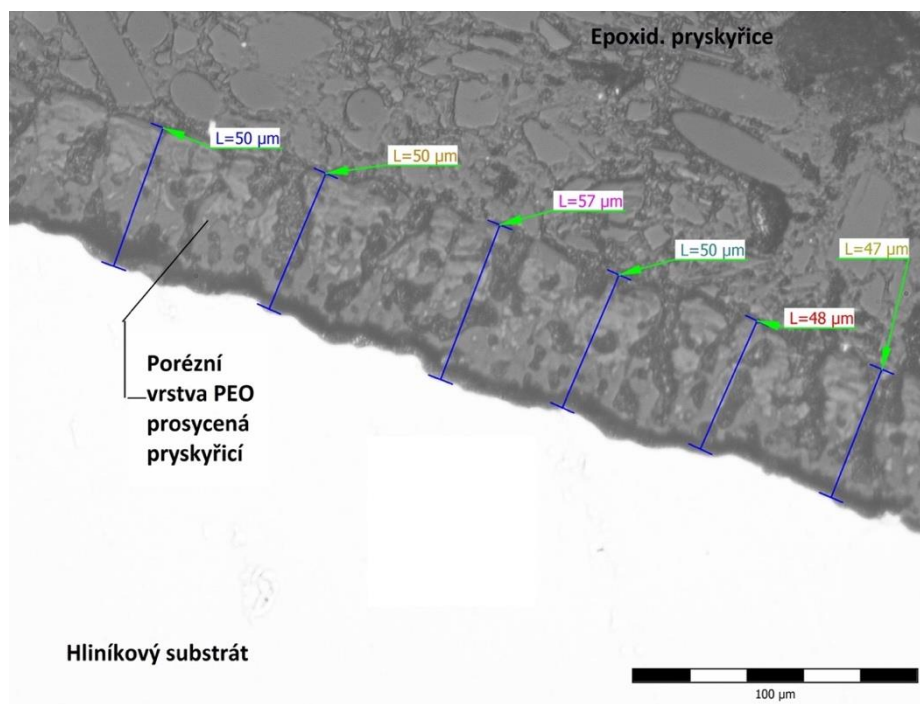 Epoxid. pryskyřice
L=50 µm
L=50 µm
L=57 µm
L=50 µm
L=47 µm
L=48 µm
Porézní
vrstva PEO
prosycená
pryskyřicí
Hliníkový substrát
100 µm